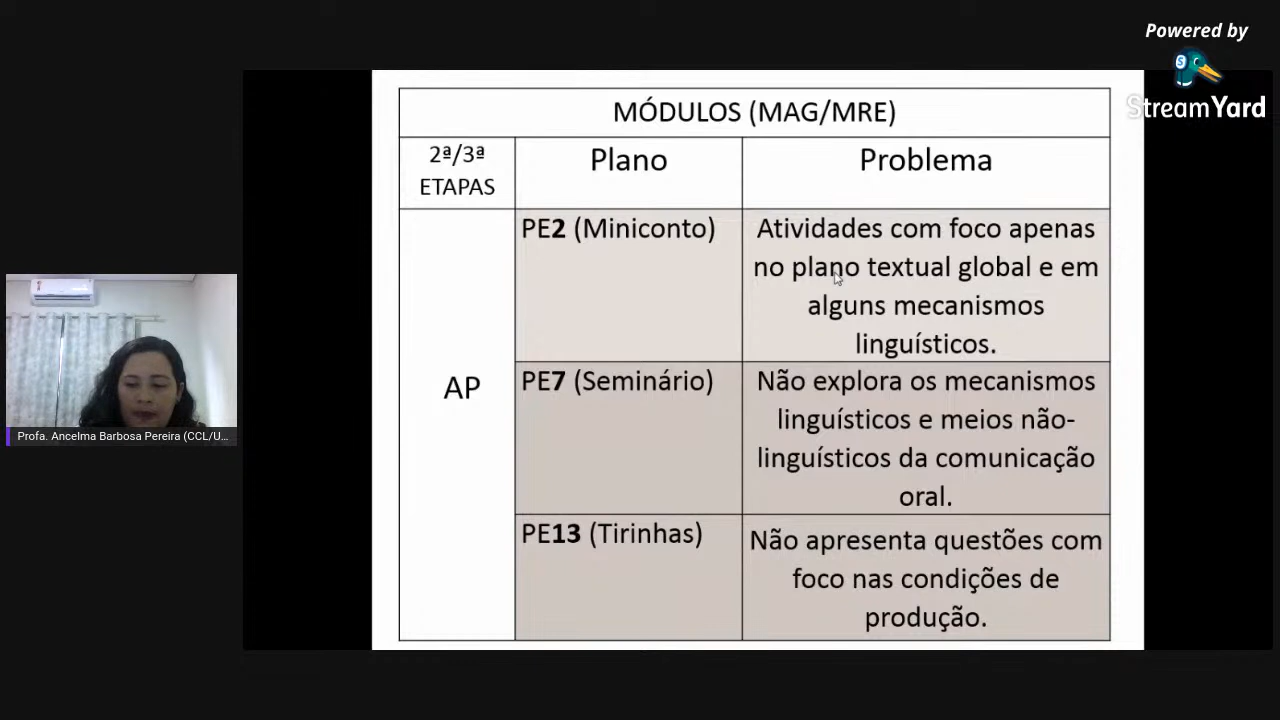 Powered by
StreamYard
MÓDULOS (MAG/MRE)
2ª/3ª
ETAPAS
Plano
Problema
AP
PE2 (Miniconto)
Atividades com foco apenas
no plano textual global e em
alguns mecanismos
linguísticos.
PE7 (Seminário)
Não explora os mecanismos
linguísticos e meios não-
linguísticos da comunicação
oral.
PE13 (Tirinhas)
Não apresenta questões com
foco nas condições de
produção.
Profa. Ancelma Barbosa Pereira (CCL/U...